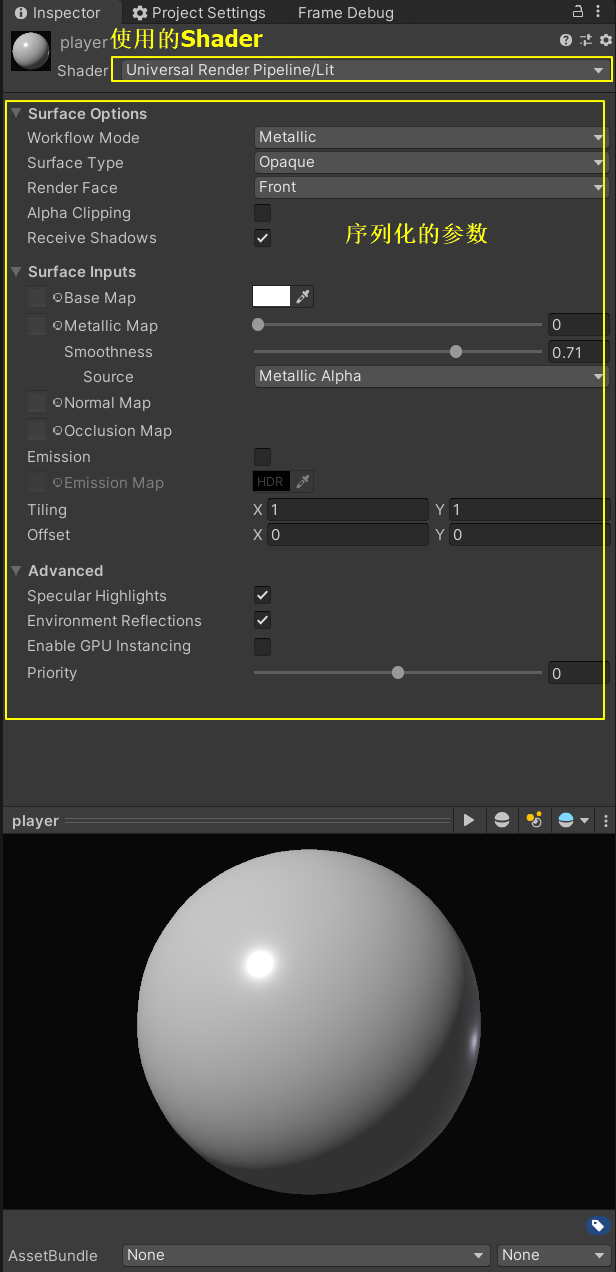 Inspector Project Settings Frame Debug
player 使用的Shader
Shader Universal Render Pipeline/Lit
Surface Options
Workflow Mode Metallic
Surface Type Opaque
Render Face Front
Alpha Clipping
Receive Shadows 序列化的参数
Surface Inputs
Base Map
Metallic Map 0
Smoothness 0.71
Source Metallic Alpha
Normal Map
Occlusion Map
Emission
Emission Map HDR
Tiling X 1 Y 1
Offset X 0 Y 0
Advanced
Specular Highlights
Environment Reflections
Enable GPU Instancing
Priority 0
player
AssetBundle None None